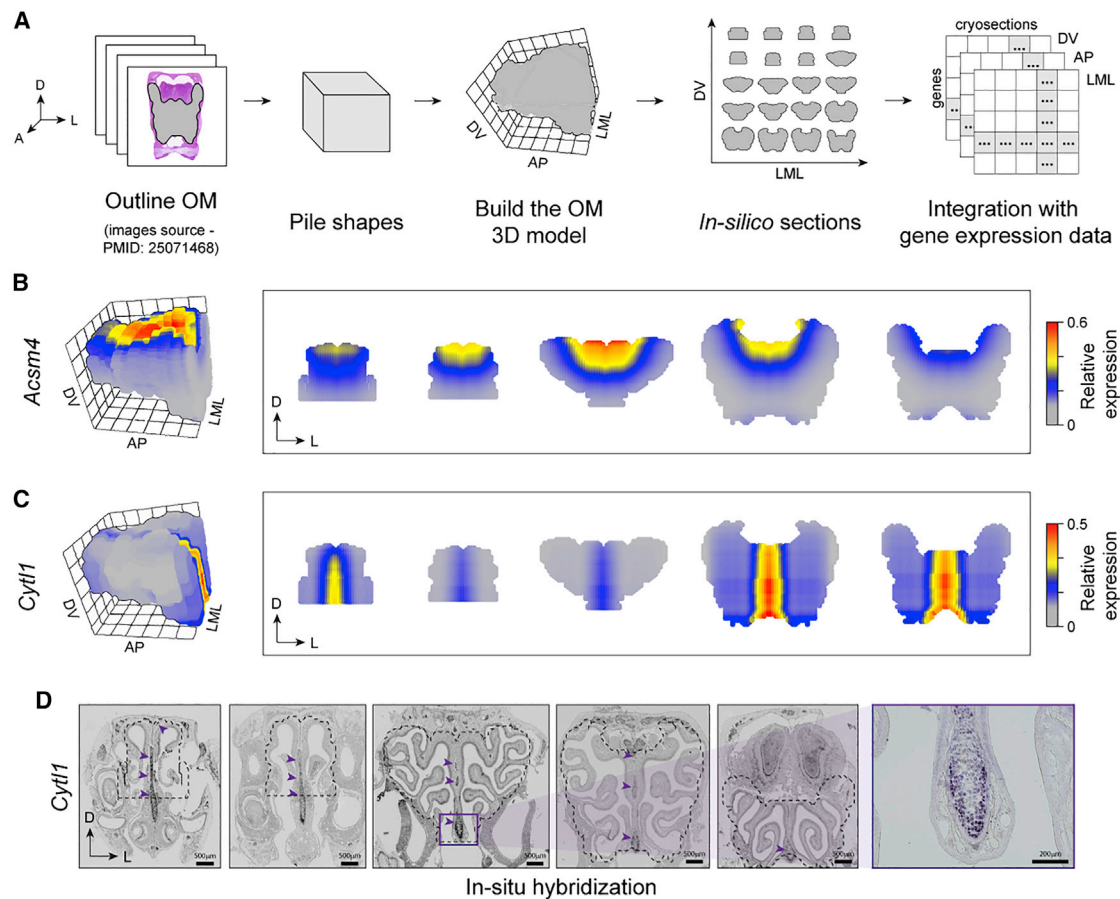 A
D
L
A
Outline OM
(images source -
PMID: 25071468)
Pile shapes
DV
AP
LML
Build the OM
3D model
DV
LML
In-silico sections
cryosections
genes
DV
AP
LML
Integration with
gene expression data
B
Acsm4
DV
AP
LML
D
L
0.6
0
Relative
expression
C
Cytl1
DV
AP
LML
D
L
0.5
0
Relative
expression
D
Cytl1
D
L
500µm
500µm
500µm
500µm
500µm
200µm
In-situ hybridization